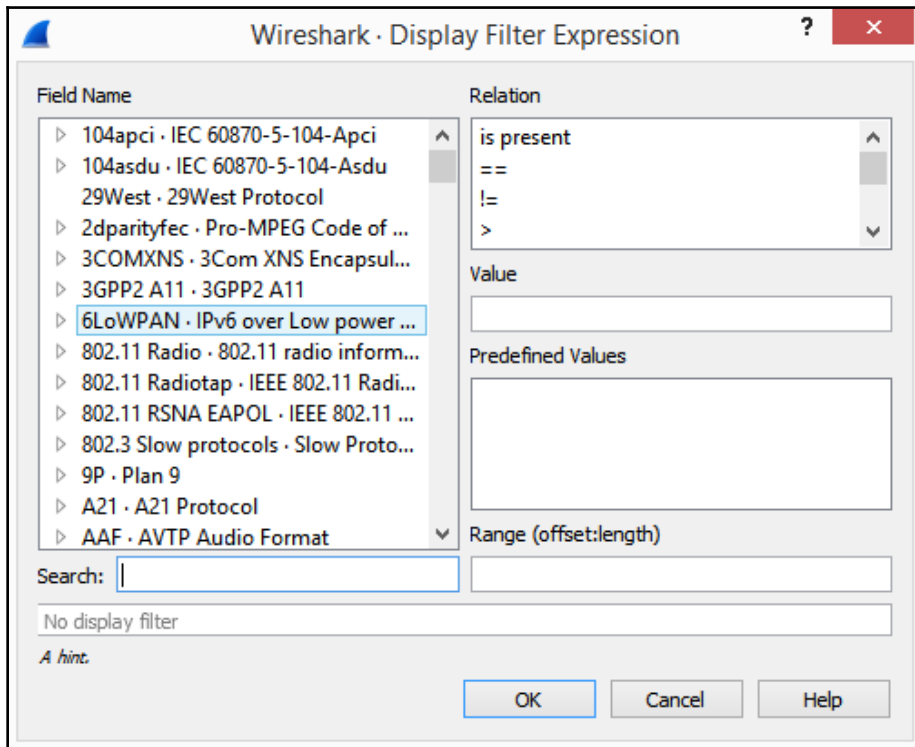 Wireshark · Display Filter Expression
?
×
Field Name
104apci · IEC 60870-5-104-Apci
104asdu · IEC 60870-5-104-Asdu
29West · 29West Protocol
2dparityfec · Pro-MPEG Code of ...
3COMXNS · 3Com XNS Encapsul...
3GPP2 A11 · 3GPP2 A11
6LoWPAN · IPv6 over Low power ...
802.11 Radio · 802.11 radio inform...
802.11 Radiotap · IEEE 802.11 Radi...
802.11 RSNA EAPOL · IEEE 802.11 ...
802.3 Slow protocols · Slow Proto...
9P · Plan 9
A21 · A21 Protocol
AAF · AVTP Audio Format
Search:
Relation
is present
==
!=
>
Value
Predefined Values
Range (offset:length)
No display filter
A hint.
OK
Cancel
Help